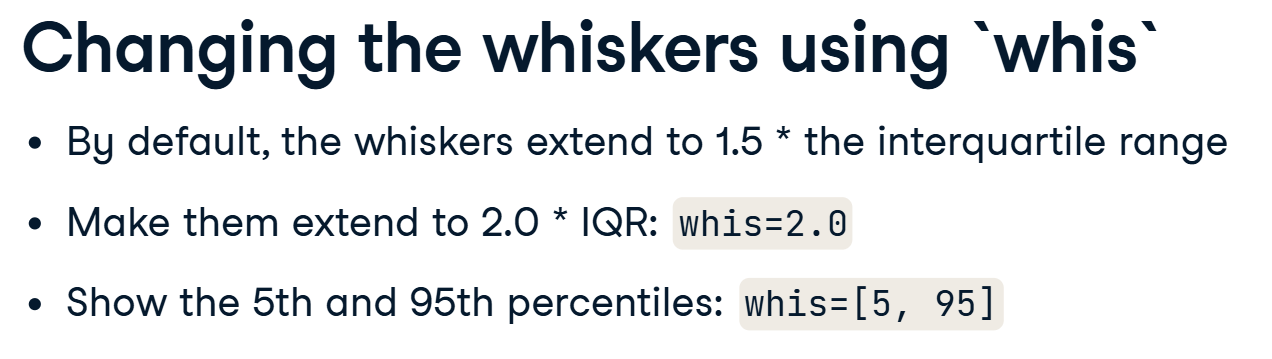 Changing the whiskers using `whis`
• By default, the whiskers extend to 1.5 * the interquartile range
• Make them extend to 2.0 * IQR: whis=2.0
• Show the 5th and 95th percentiles: whis=[5, 95]